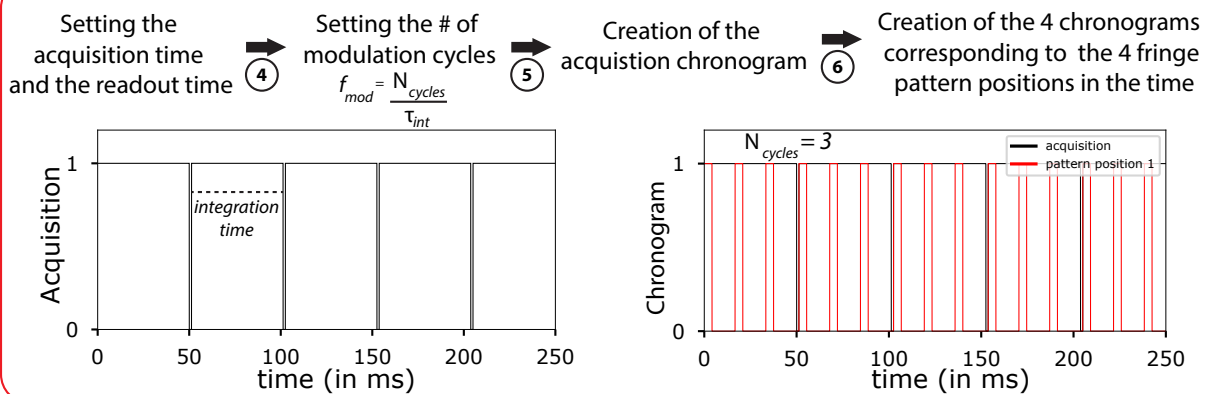 Setting the
acquisition time
and the readout time
4
Setting the # of
modulation cycles
f_mod = N_cycles / τ_int
5
Creation of the
acquistion chronogram
6
Creation of the 4 chronograms
corresponding to the 4 fringe
pattern positions in the time
Acquisition
1
0
integration
time
0 50 100 150 200 250
time (in ms)
Chronogram
1
0
N_cycles = 3
acquisition
pattern position 1
0 50 100 150 200 250
time (in ms)